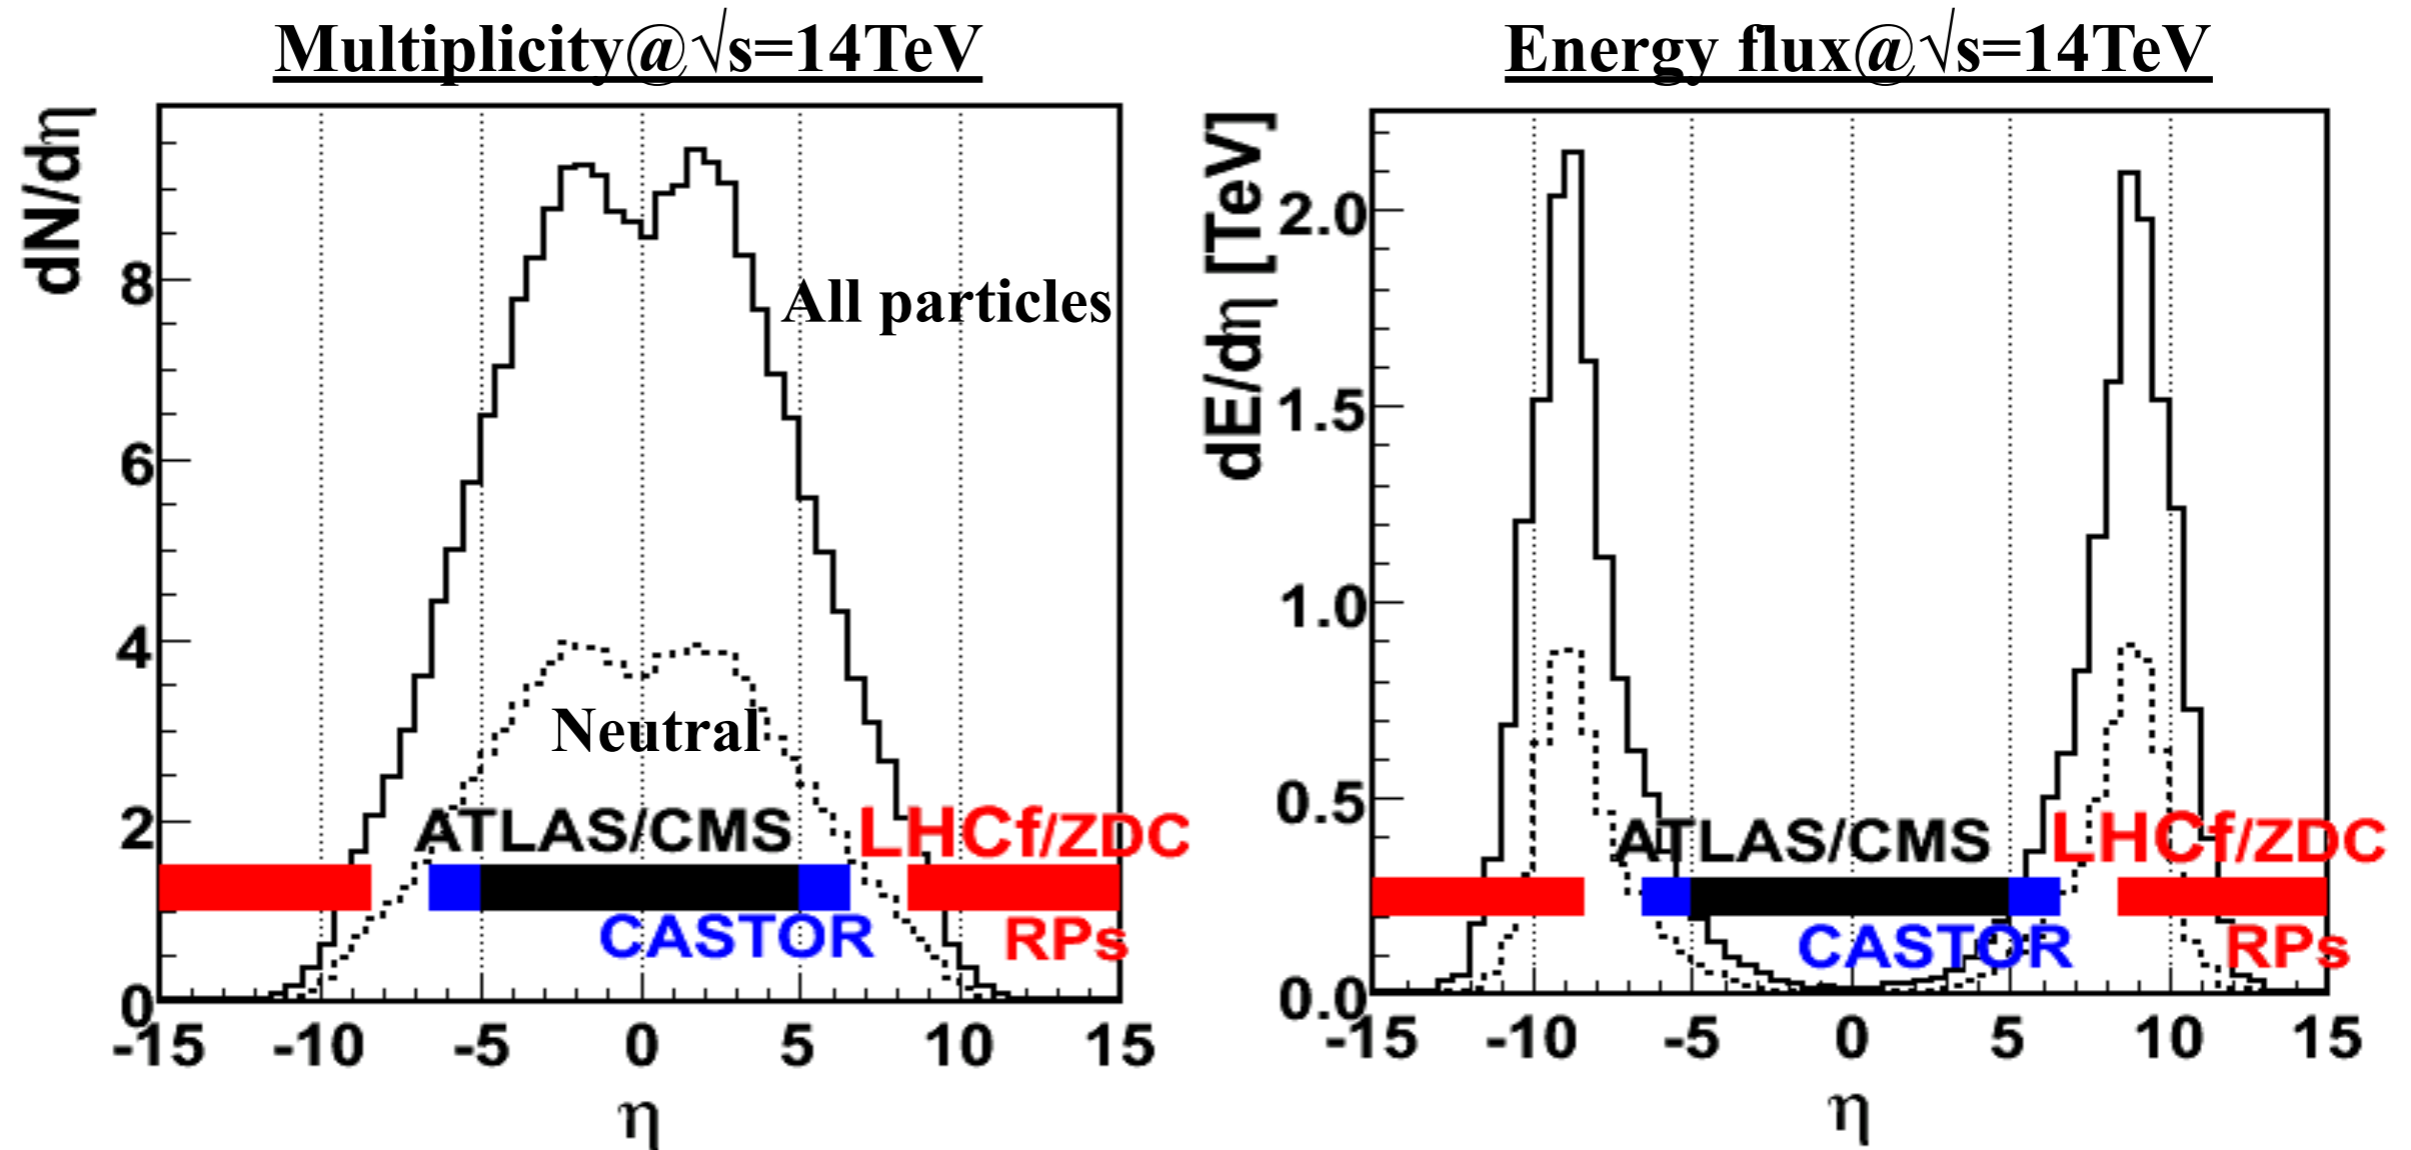 Multiplicity@√s=14TeV
dN/dη
8
6
4
2
0
All particles
Neutral
ATLAS/CMS
LHCf/ZDC
CASTOR
RPs
-15 -10 -5 0 5 10 15
η
Energy flux@√s=14TeV
dE/dη [TeV]
2.0
1.5
1.0
0.5
0.0
ATLAS/CMS
LHCf/ZDC
CASTOR
RPs
-15 -10 -5 0 5 10 15
η